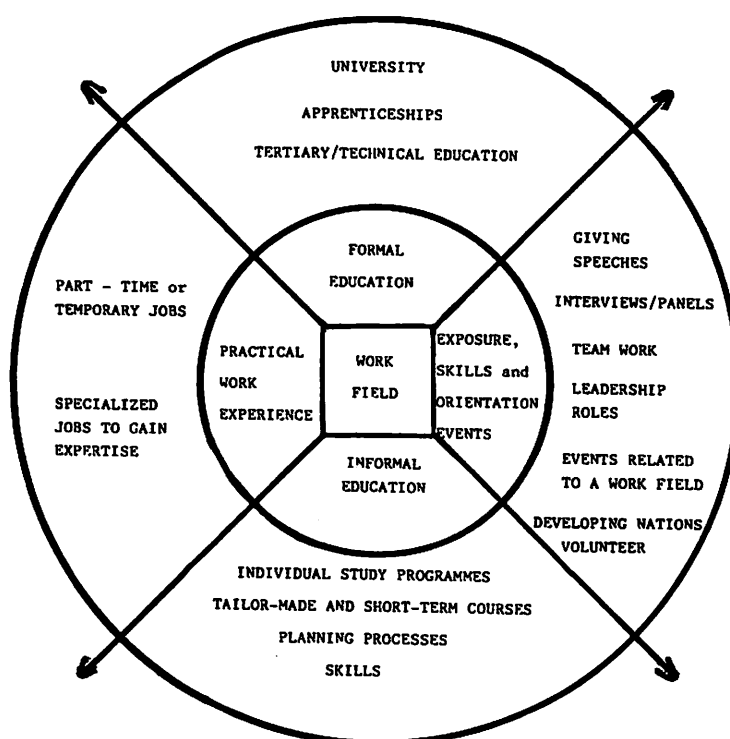 UNIVERSITY
APPRENTICESHIPS
TERTIARY/TECHNICAL EDUCATION
FORMAL
EDUCATION
GIVING
SPEECHES
INTERVIEWS/PANELS
TEAM WORK
LEADERSHIP
ROLES
EVENTS RELATED
TO A WORK FIELD
DEVELOPING NATIONS
VOLUNTEER
PART - TIME or
TEMPORARY JOBS
SPECIALIZED
JOBS TO GAIN
EXPERTISE
PRACTICAL
WORK
EXPERIENCE
WORK
FIELD
EXPOSURE,
SKILLS and
ORIENTATION
EVENTS
INFORMAL
EDUCATION
INDIVIDUAL STUDY PROGRAMMES
TAILOR-MADE AND SHORT-TERM COURSES
PLANNING PROCESSES
SKILLS